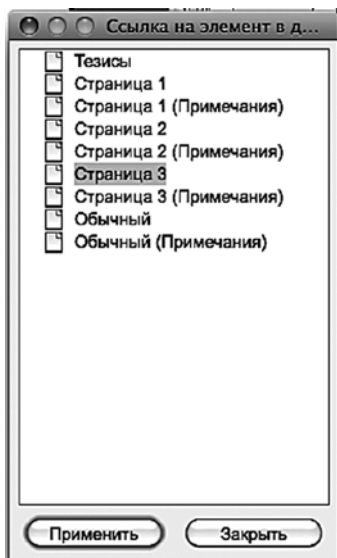 Ссылка на элемент в д...
Тезисы
Страница 1
Страница 1 (Примечания)
Страница 2
Страница 2 (Примечания)
Страница 3
Страница 3 (Примечания)
Обычный
Обычный (Примечания)
Применить
Закрыть